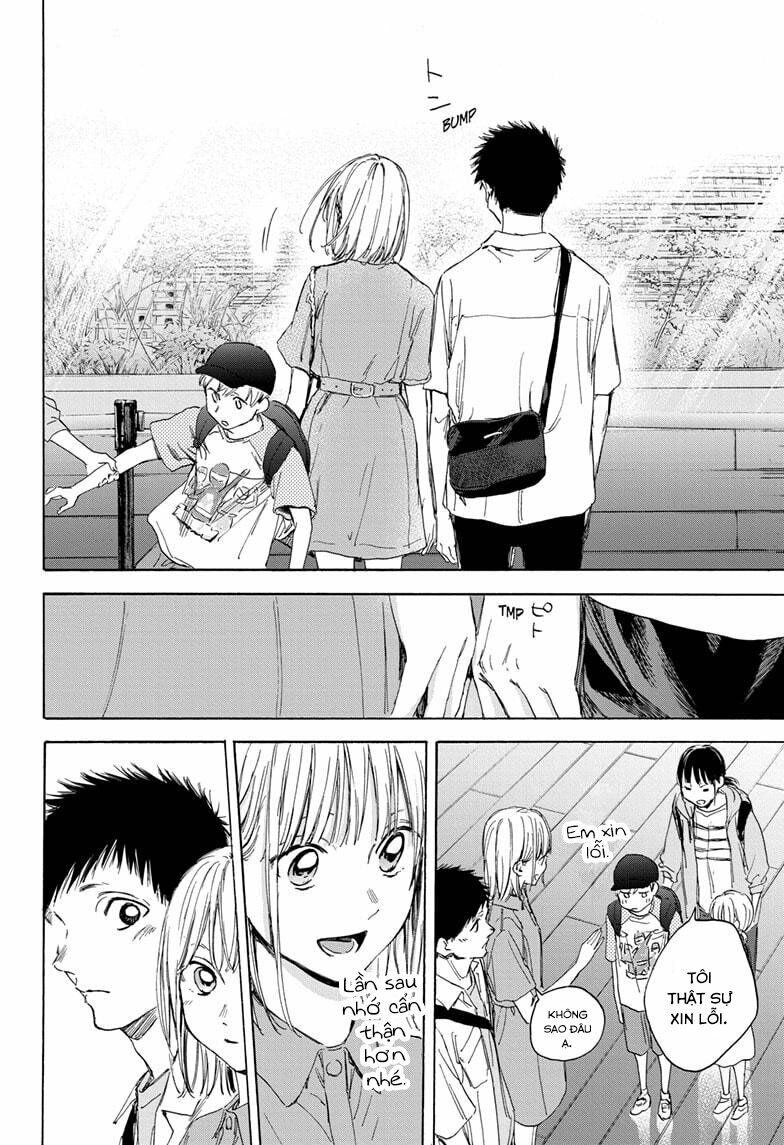 トン
BUMP
TMP
ピト
Em xin
lỗi.
TÔI
THẬT SỰ
XIN LỖI.
KHÔNG
SAO ĐÂU
Ạ.
Lần sau
nhớ cẩn
thận
hơn
nhé.